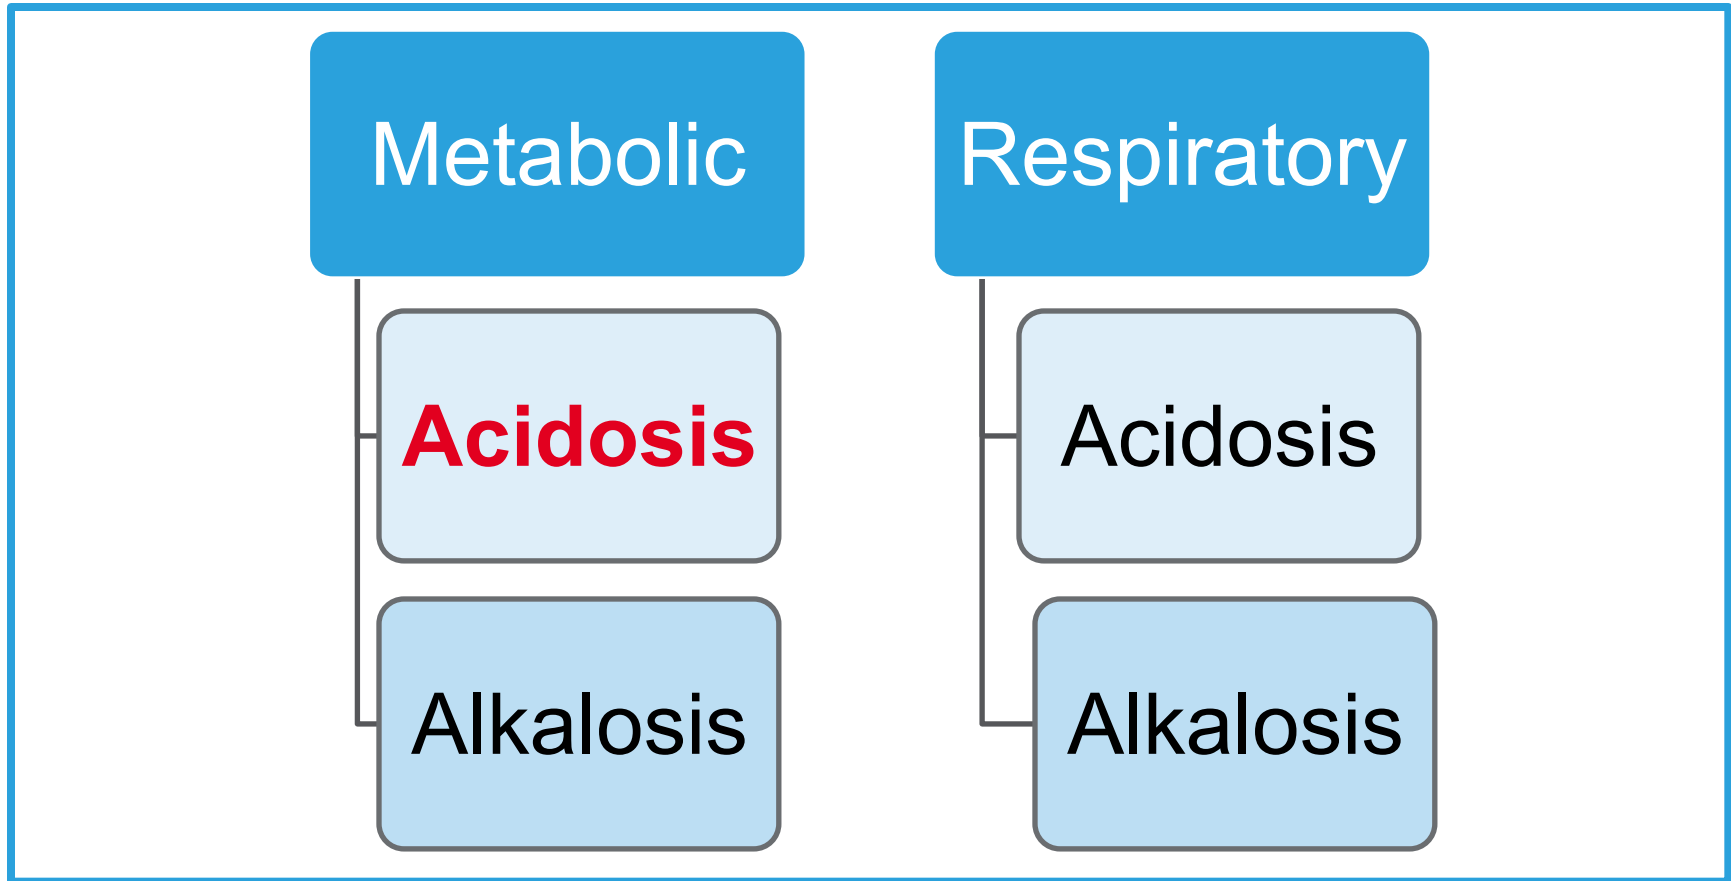 Metabolic
Acidosis
Alkalosis
Respiratory
Acidosis
Alkalosis